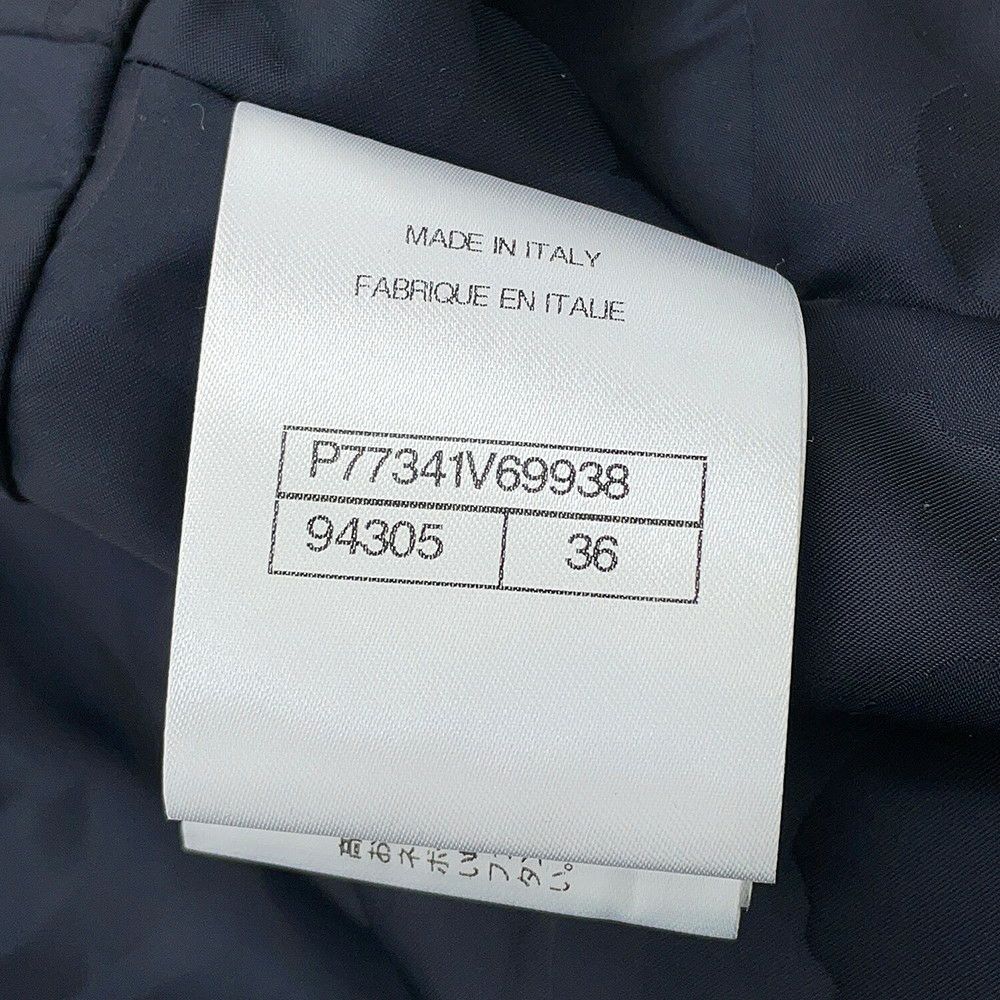 MADE IN ITALY
FABRIQUE EN ITALIE
P77341V69938
94305 36